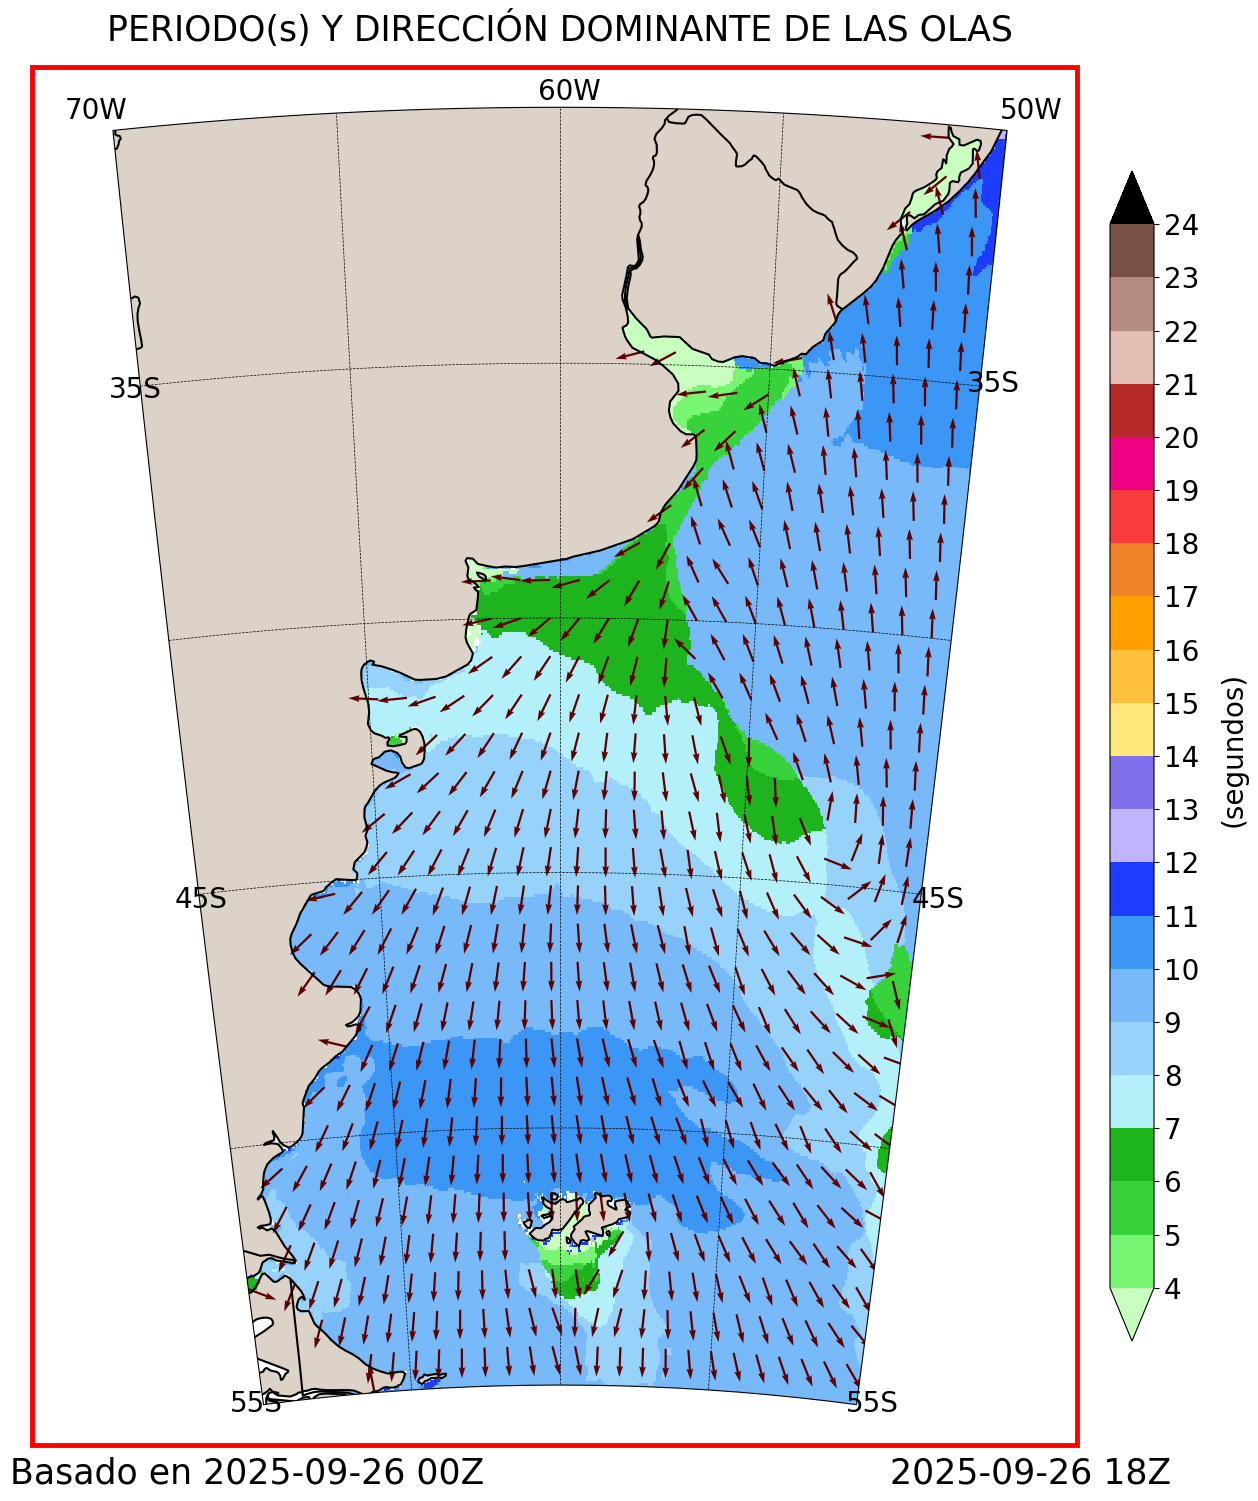 PERIODO(s) Y DIRECCIÓN DOMINANTE DE LAS OLAS
70W
60W
50W
35S
35S
45S
45S
55S
55S
24
23
22
21
20
19
18
17
16
15
14
13
12
11
10
9
8
7
6
5
4
(segundos)
Basado en 2025-09-26 00Z
2025-09-26 18Z